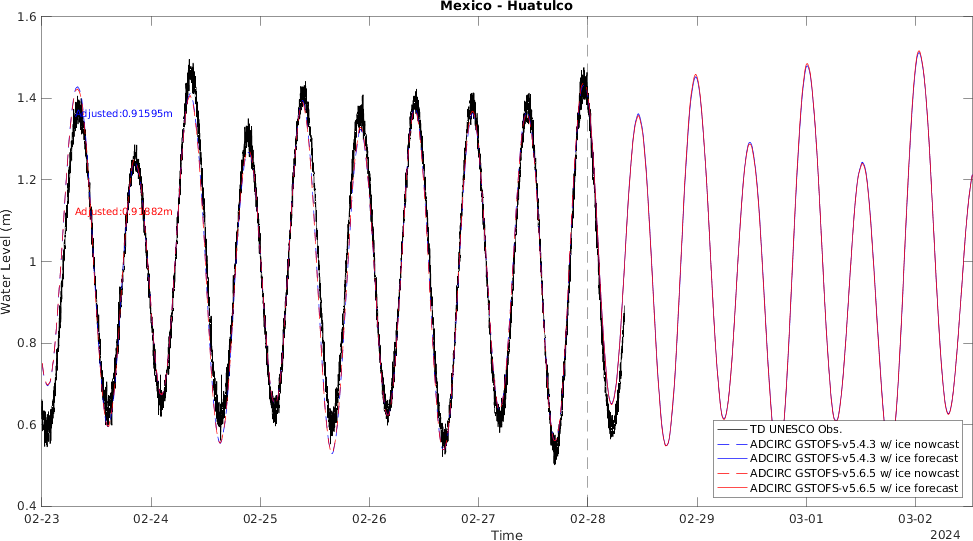 Mexico - Huatulco
1.6
1.4
1.2
1
0.8
0.6
0.4
Water Level (m)
Adjusted:0.91595m
Adjusted:0.91882m
TD UNESCO Obs.
ADCIRC GSTOFS-v5.4.3 w/ ice nowcast
ADCIRC GSTOFS-v5.4.3 w/ ice forecast
ADCIRC GSTOFS-v5.6.5 w/ ice nowcast
ADCIRC GSTOFS-v5.6.5 w/ ice forecast
02-23 02-24 02-25 02-26 02-27 02-28 02-29 03-01 03-02
Time
2024